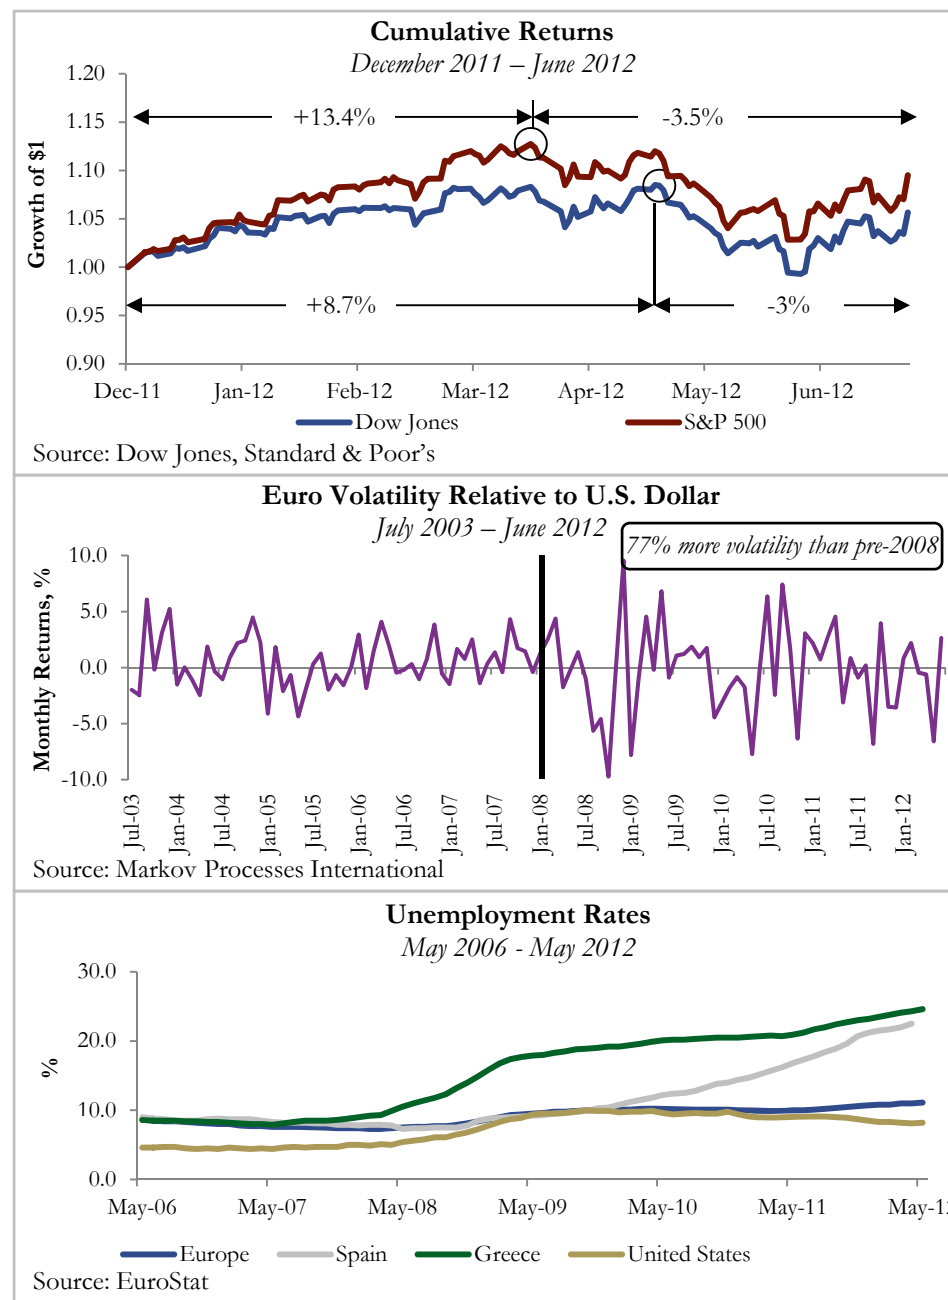 Cumulative Returns
December 2011 – June 2012
Growth of $1
1.20
1.15
1.10
1.05
1.00
0.95
0.90
+13.4%
-3.5%
+8.7%
-3%
Dec-11 Jan-12 Feb-12 Mar-12 Apr-12 May-12 Jun-12
Dow Jones S&P 500
Source: Dow Jones, Standard & Poor's
Euro Volatility Relative to U.S. Dollar
July 2003 – June 2012
77% more volatility than pre-2008
Monthly Returns, %
10.0
5.0
0.0
-5.0
-10.0
Jul-03 Jan-04 Jul-04 Jan-05 Jul-05 Jan-06 Jul-06 Jan-07 Jul-07 Jan-08 Jul-08 Jan-09 Jul-09 Jan-10 Jul-10 Jan-11 Jul-11 Jan-12
Source: Markov Processes International
Unemployment Rates
May 2006 - May 2012
%
30.0
20.0
10.0
0.0
May-06 May-07 May-08 May-09 May-10 May-11 May-12
Europe Spain Greece United States
Source: EuroStat